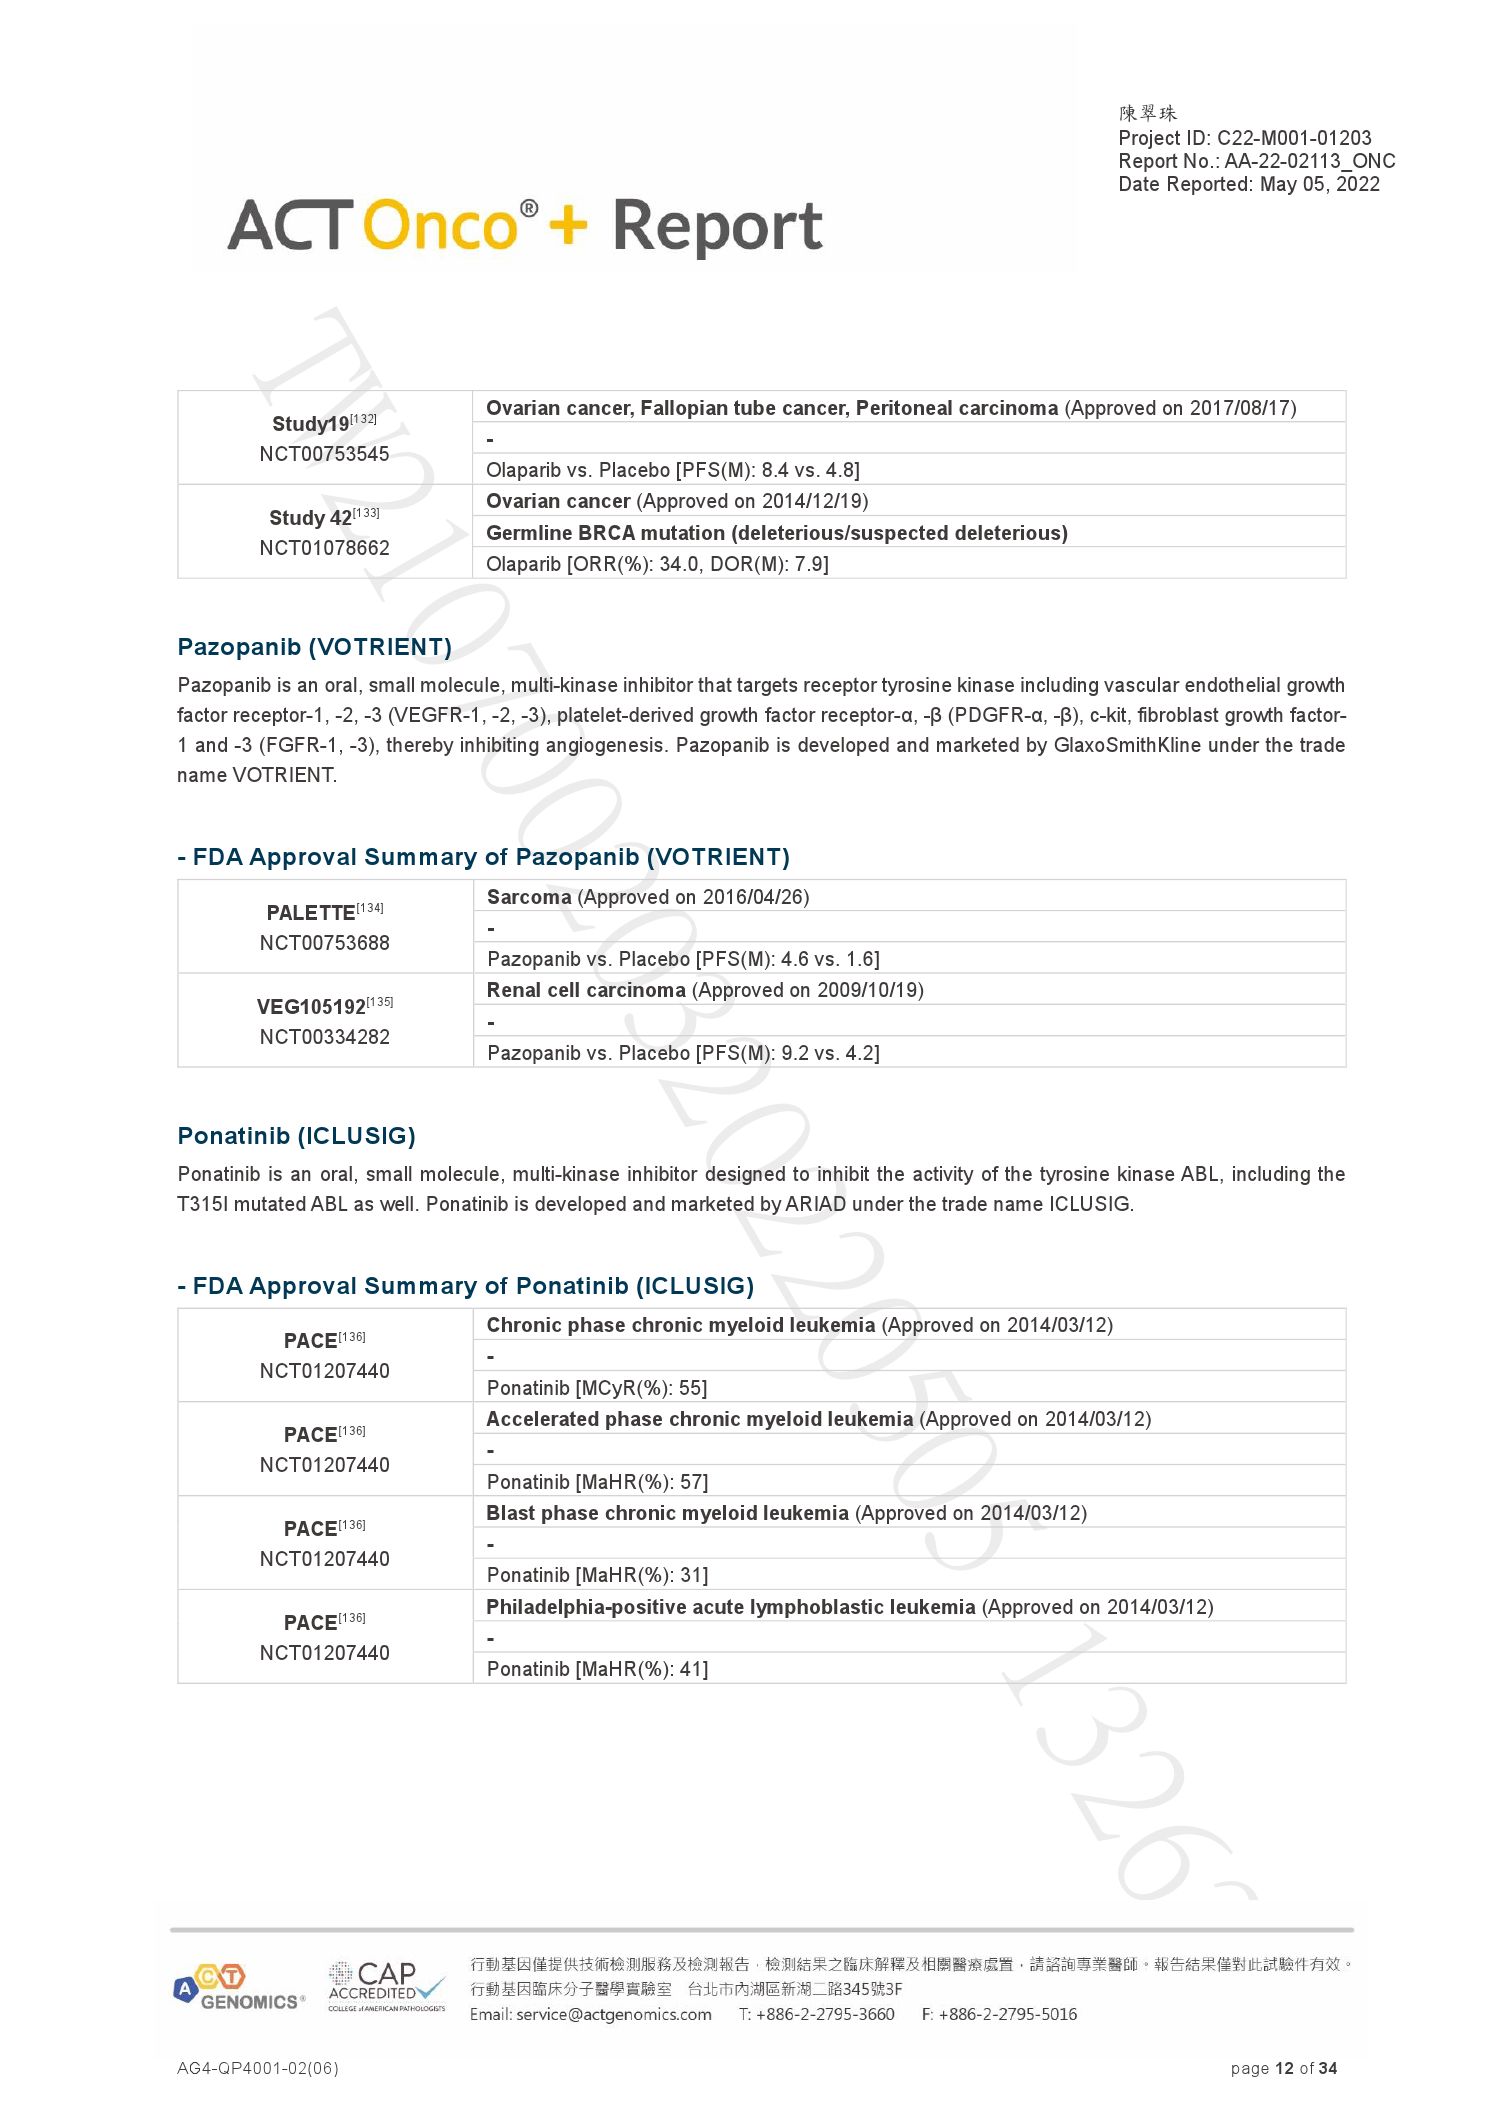 陳翠珠
Project ID: C22-M001-01203
Report No.: AA-22-02113_ONC
Date Reported: May 05, 2022
ACTOnco®+ Report
Study19[132]
NCT00753545
Ovarian cancer, Fallopian tube cancer, Peritoneal carcinoma (Approved on 2017/08/17)
-
Olaparib vs. Placebo [PFS(M): 8.4 vs. 4.8]
Study 42[133]
NCT01078662
Ovarian cancer (Approved on 2014/12/19)
Germline BRCA mutation (deleterious/suspected deleterious)
Olaparib [ORR(%): 34.0, DOR(M): 7.9]
Pazopanib (VOTRIENT)
Pazopanib is an oral, small molecule, multi-kinase inhibitor that targets receptor tyrosine kinase including vascular endothelial growth
factor receptor-1, -2, -3 (VEGFR-1, -2, -3), platelet-derived growth factor receptor-α, -β (PDGFR-α, -β), c-kit, fibroblast growth factor-
1 and -3 (FGFR-1, -3), thereby inhibiting angiogenesis. Pazopanib is developed and marketed by GlaxoSmithKline under the trade
name VOTRIENT.
- FDA Approval Summary of Pazopanib (VOTRIENT)
PALETTE[134]
NCT00753688
Sarcoma (Approved on 2016/04/26)
-
Pazopanib vs. Placebo [PFS(M): 4.6 vs. 1.6]
VEG105192[135]
NCT00334282
Renal cell carcinoma (Approved on 2009/10/19)
-
Pazopanib vs. Placebo [PFS(M): 9.2 vs. 4.2]
Ponatinib (ICLUSIG)
Ponatinib is an oral, small molecule, multi-kinase inhibitor designed to inhibit the activity of the tyrosine kinase ABL, including the
T315I mutated ABL as well. Ponatinib is developed and marketed by ARIAD under the trade name ICLUSIG.
- FDA Approval Summary of Ponatinib (ICLUSIG)
PACE[136]
NCT01207440
Chronic phase chronic myeloid leukemia (Approved on 2014/03/12)
-
Ponatinib [MCyR(%): 55]
PACE[136]
NCT01207440
Accelerated phase chronic myeloid leukemia (Approved on 2014/03/12)
-
Ponatinib [MaHR(%): 57]
PACE[136]
NCT01207440
Blast phase chronic myeloid leukemia (Approved on 2014/03/12)
-
Ponatinib [MaHR(%): 31]
PACE[136]
NCT01207440
Philadelphia-positive acute lymphoblastic leukemia (Approved on 2014/03/12)
-
Ponatinib [MaHR(%): 41]
ACT GENOMICS®
CAP ACCREDITED
COLLEGE of AMERICAN PATHOLOGISTS
行動基因僅提供技術檢測服務及檢測報告，檢測結果之臨床解釋及相關醫療處置，請諮詢專業醫師。報告結果僅對此試驗件有效。
行動基因臨床分子醫學實驗室 台北市內湖區新湖二路345號3F
Email: service@actgenomics.com T: +886-2-2795-3660 F: +886-2-2795-5016
AG4-QP4001-02(06)
page 12 of 34